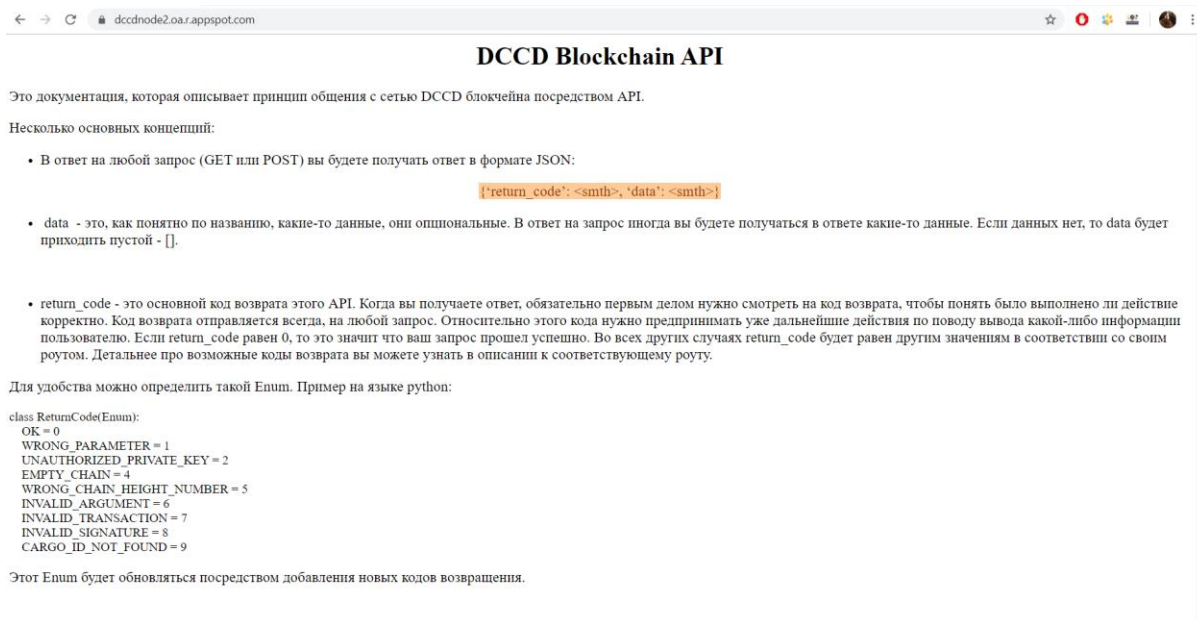 dccdnode2.oa.r.appspot.com
DCCD Blockchain API
Это документация, которая описывает принцип общения с сетью DCCD блокчейна посредством API.
Несколько основных концепций:
• В ответ на любой запрос (GET или POST) вы будете получать ответ в формате JSON:
{‘return_code’: <smth>, ‘data’: <smth>}
• data - это, как понятно по названию, какие-то данные, они опциональные. В ответ на запрос иногда вы будете получаться в ответе какие-то данные. Если данных нет, то data будет
приходить пустой - [].
• return_code - это основной код возврата этого API. Когда вы получаете ответ, обязательно первым делом нужно смотреть на код возврата, чтобы понять было выполнено ли действие
корректно. Код возврата отправляется всегда, на любой запрос. Относительно этого кода нужно предпринимать уже дальнейшие действия по поводу вывода какой-либо информации
пользователю. Если return_code равен 0, то это значит что ваш запрос прошел успешно. Во всех других случаях return_code будет равен другим значениям в соответствии со своим
роутом. Детальнее про возможные коды возврата вы можете узнать в описании к соответствующему роуту.
Для удобства можно определить такой Enum. Пример на языке python:
class ReturnCode(Enum):
OK = 0
WRONG_PARAMETER = 1
UNAUTHORIZED_PRIVATE_KEY = 2
EMPTY_CHAIN = 4
WRONG_CHAIN_HEIGHT_NUMBER = 5
INVALID_ARGUMENT = 6
INVALID_TRANSACTION = 7
INVALID_SIGNATURE = 8
CARGO_ID_NOT_FOUND = 9
Этот Enum будет обновляться посредством добавления новых кодов возвращения.